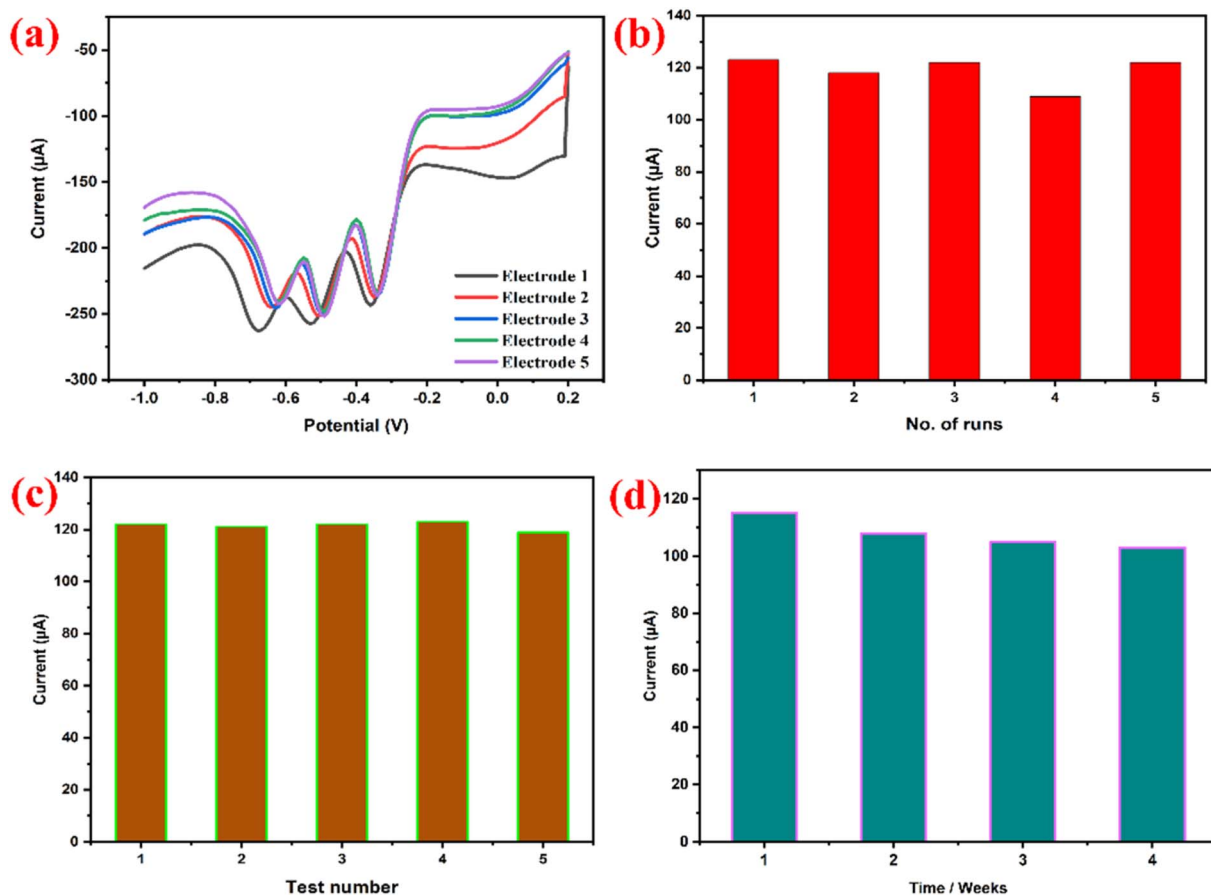 (a)
-50
-100
-150
-200
-250
-300
Current (µA)
-1.0 -0.8 -0.6 -0.4 -0.2 0.0 0.2
Potential (V)
Electrode 1
Electrode 2
Electrode 3
Electrode 4
Electrode 5
(b)
140
120
100
80
60
40
20
0
Current (µA)
1 2 3 4 5
No. of runs
(c)
140
120
100
80
60
40
20
0
Current (µA)
1 2 3 4 5
Test number
(d)
120
100
80
60
40
20
0
Current (µA)
1 2 3 4
Time / Weeks